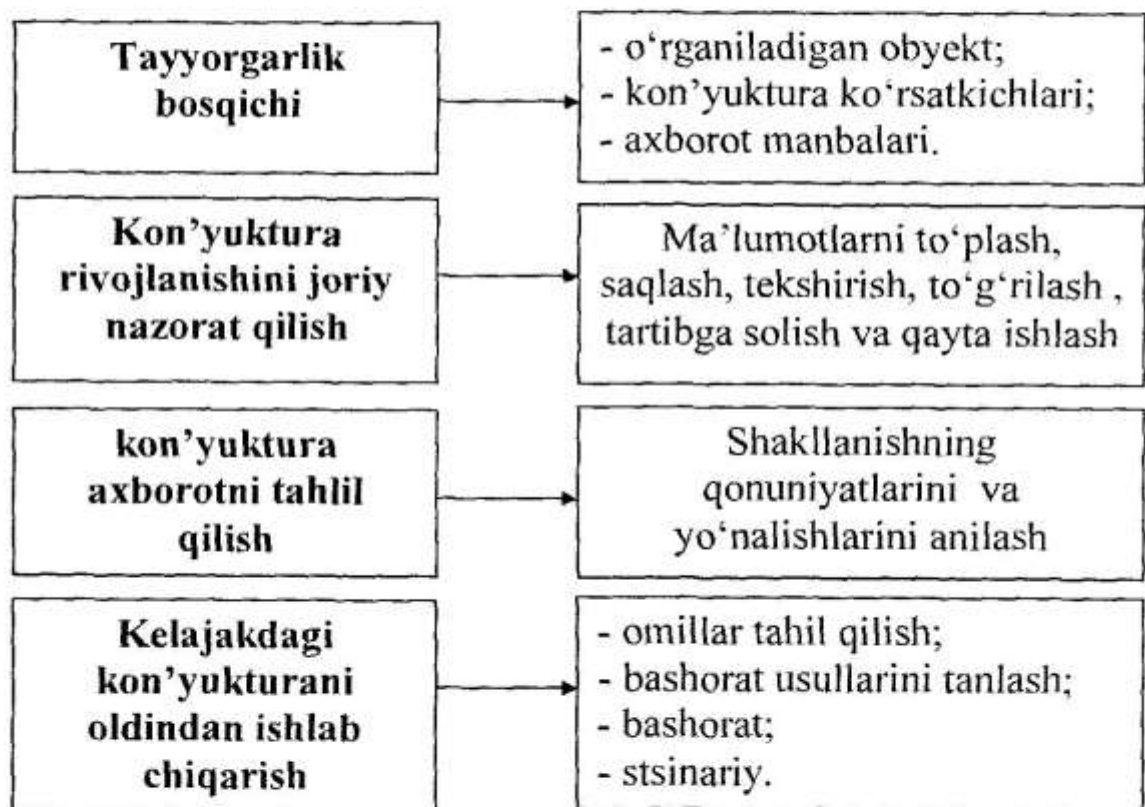 Tayyorgarlik
bosqichi
- o‘rganiladigan obyekt;
- kon’yuktura ko‘rsatkichlari;
- axborot manbalari.
Kon’yuktura
rivojlanishini joriy
nazorat qilish
Ma’lumotlarni to‘plash,
saqlash, tekshirish, to‘g‘rilash ,
tartibga solish va qayta ishlash
kon’yuktura
axborotni tahlil
qilish
Shakllanishning
qonuniyatlarini va
yo‘nalishlarini anilash
Kelajakdagi
kon’yukturani
oldindan ishlab
chiqarish
- omillar tahil qilish;
- bashorat usullarini tanlash;
- bashorat;
- stsinariy.